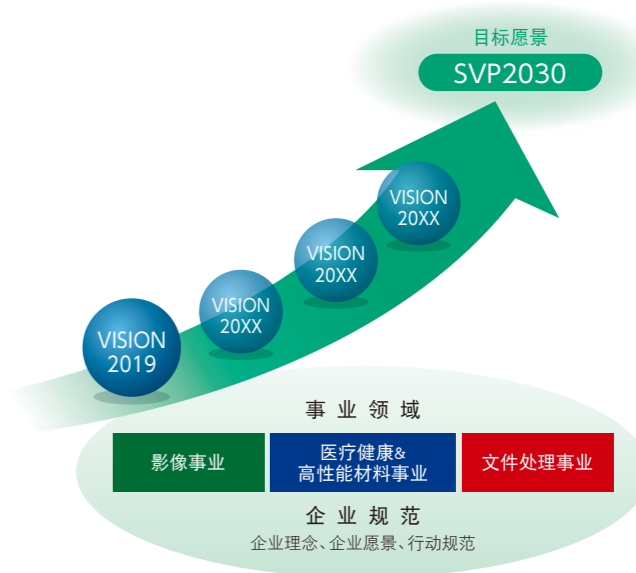 目标愿景
SVP2030
VISION
20XX
VISION
20XX
VISION
20XX
VISION
2019
事业领域
影像事业
医疗健康&
高性能材料事业
文件处理事业
企业规范
企业理念、企业愿景、行动规范